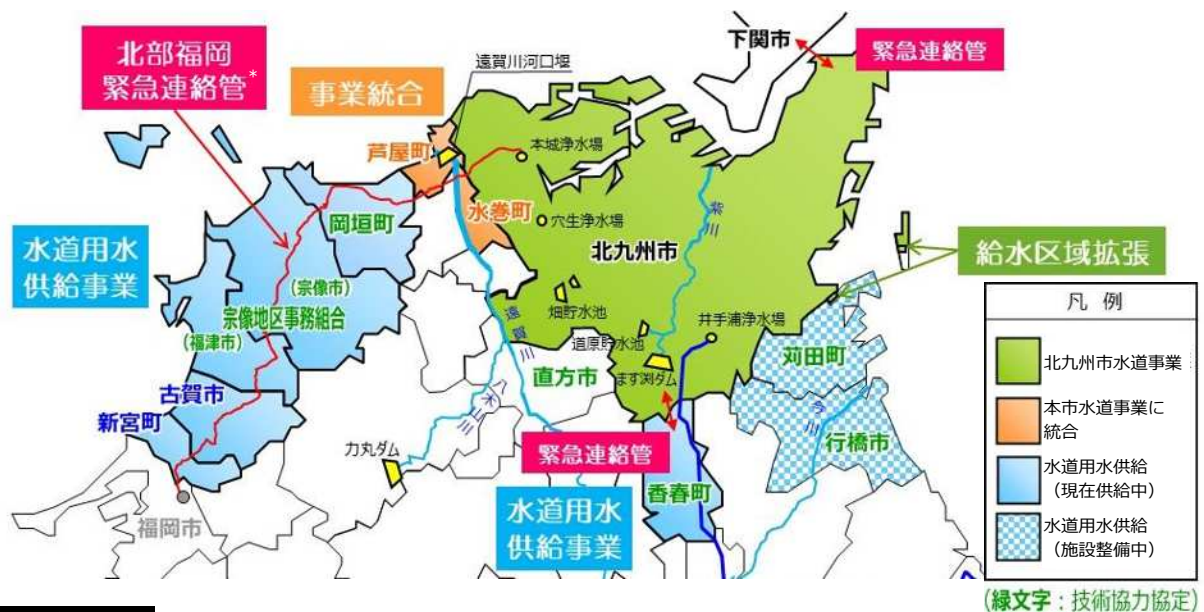 北部福岡
緊急連絡管*
事業統合
遠賀川河口堰
下関市
緊急連絡管
芦屋町
本城浄水場
水巻町
穴生浄水場
紫川
岡垣町
北九州市
水道用水
供給事業
(宗像市)
宗像地区事務組合
(福津市)
給水区域拡張
遠賀川
畑貯水池
道原貯水池
井手浦浄水場
ます渕ダム
直方市
八木山川
苅田町
今川
行橋市
古賀市
新宮町
力丸ダム
緊急連絡管
香春町
水道用水
供給事業
福岡市
凡 例
北九州市水道事業
本市水道事業に
統合
水道用水供給
(現在供給中)
水道用水供給
(施設整備中)
(緑文字:技術協力協定)